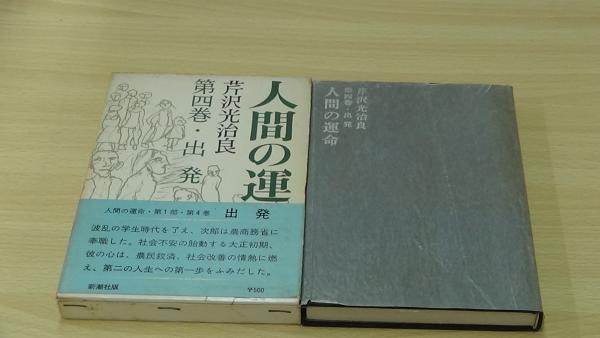 人間の運
芹沢光治良
第四巻・出発
人間の運命・第1部・第4巻 出発
波乱の学生時代を了え、次郎は農商務省に
奉職した。社会不安の胎動する大正初期、
彼の心は、農民救済、社会改善の情熱に燃
え、第二の人生への第一歩をふみだした。
新潮社版
¥500
芹沢光治良
第四巻・出発
人間の運命